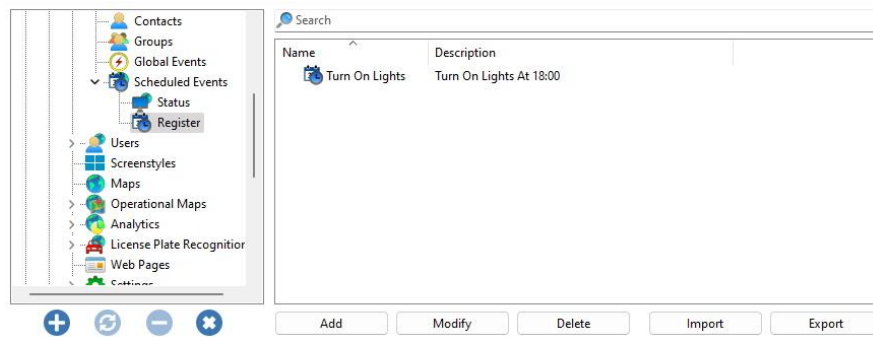 Contacts
Groups
Global Events
Scheduled Events
Status
Register
Users
Screenstyles
Maps
Operational Maps
Analytics
License Plate Recognition
Web Pages
Settings
Search
Name Description
Turn On Lights Turn On Lights At 18:00
Add Modify Delete Import Export